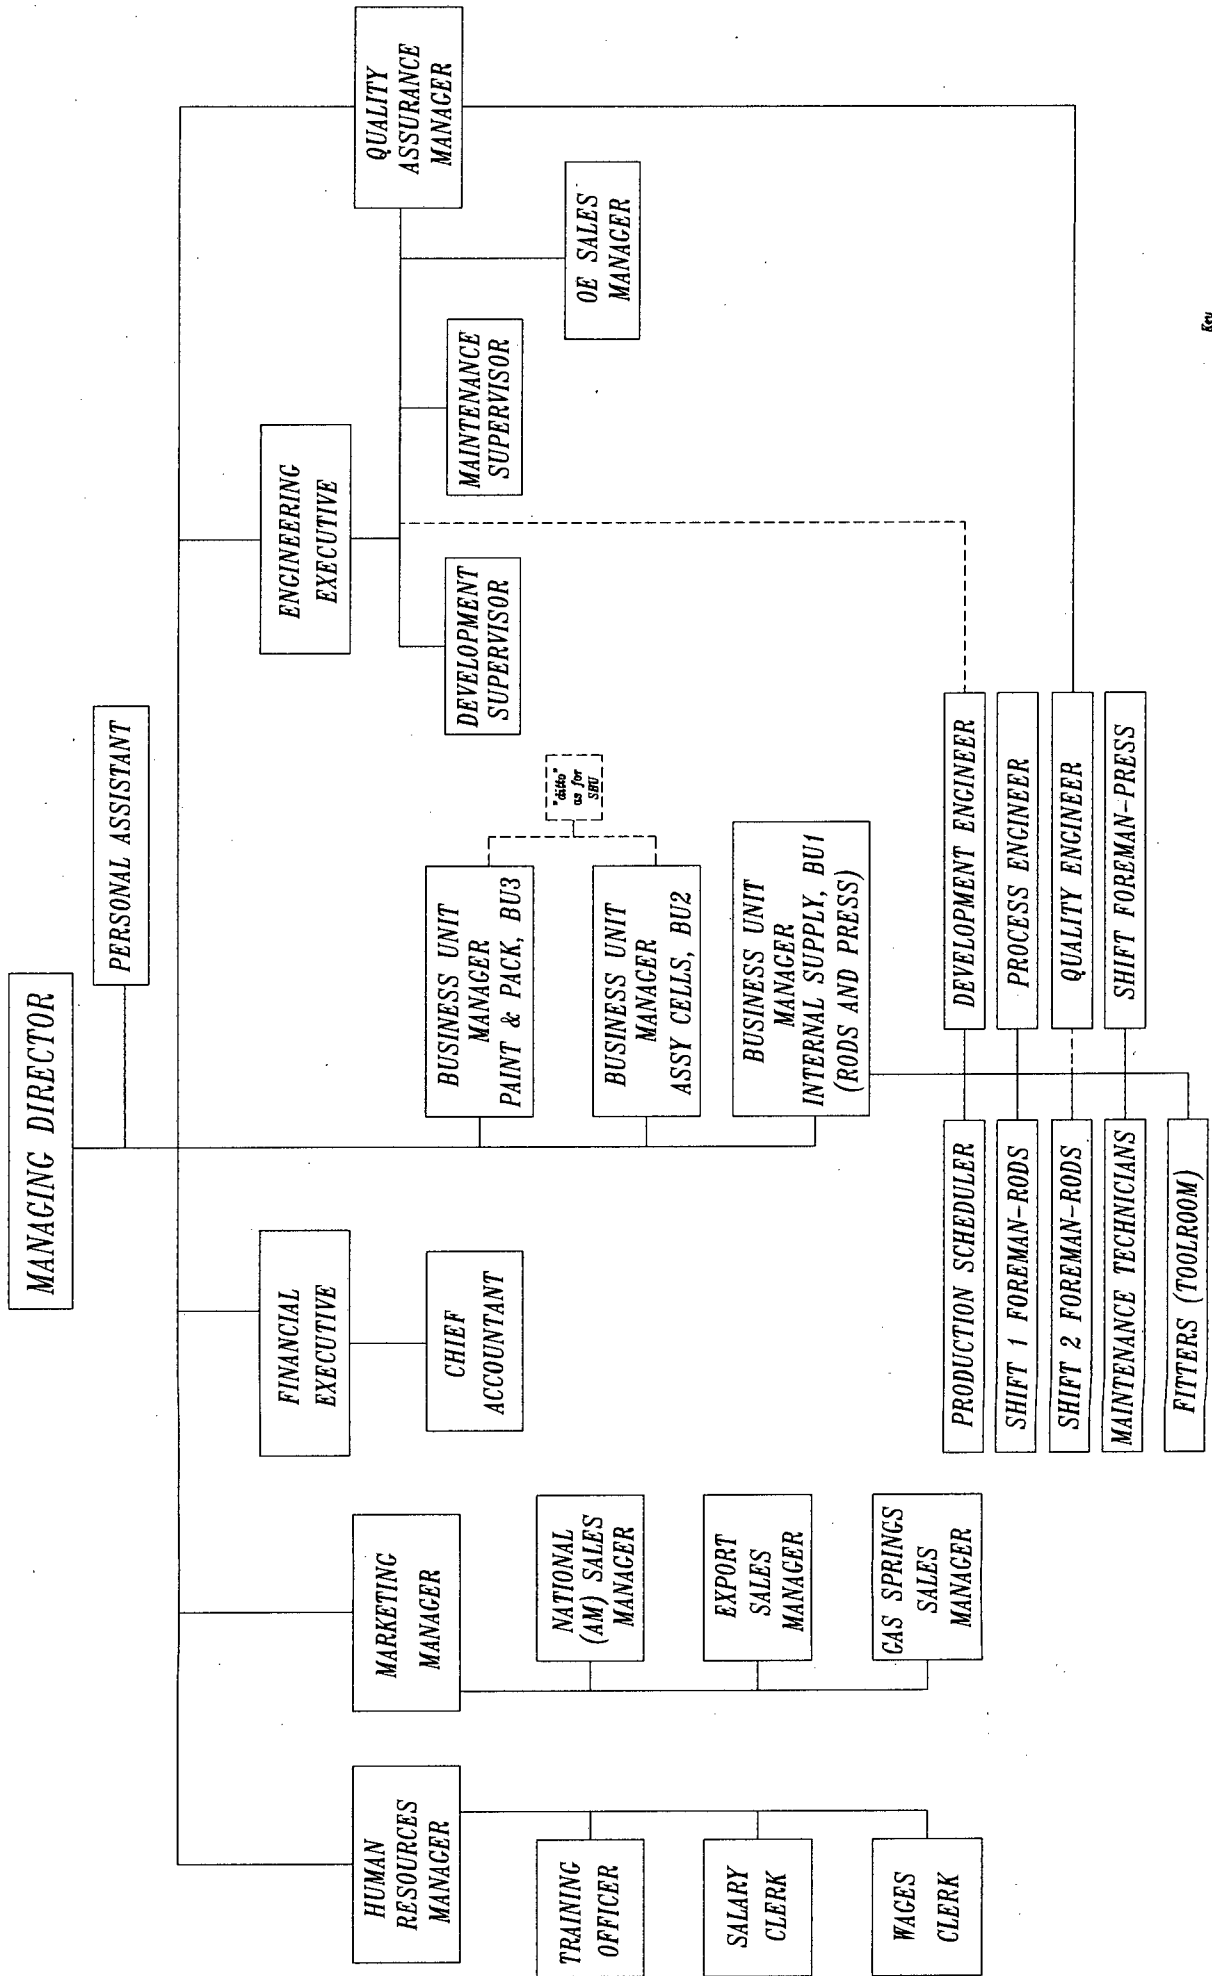 MANAGING DIRECTOR
PERSONAL ASSISTANT
HUMAN
RESOURCES
MANAGER
TRAINING
OFFICER
SALARY
CLERK
WAGES
CLERK
MARKETING
MANAGER
NATIONAL
(AM) SALES
MANAGER
EXPORT
SALES
MANAGER
GAS SPRINGS
SALES
MANAGER
FINANCIAL
EXECUTIVE
CHIEF
ACCOUNTANT
BUSINESS UNIT
MANAGER
PAINT & PACK, BU3
BUSINESS UNIT
MANAGER
ASSY CELLS, BU2
"ditto"
as for
SBU
BUSINESS UNIT
MANAGER
INTERNAL SUPPLY, BU1
(RODS AND PRESS)
PRODUCTION SCHEDULER
SHIFT 1 FOREMAN-RODS
SHIFT 2 FOREMAN-RODS
MAINTENANCE TECHNICIANS
FITTERS (TOOLROOM)
DEVELOPMENT ENGINEER
PROCESS ENGINEER
QUALITY ENGINEER
SHIFT FOREMAN-PRESS
ENGINEERING
EXECUTIVE
DEVELOPMENT
SUPERVISOR
MAINTENANCE
SUPERVISOR
OE SALES
MANAGER
QUALITY
ASSURANCE
MANAGER
Key